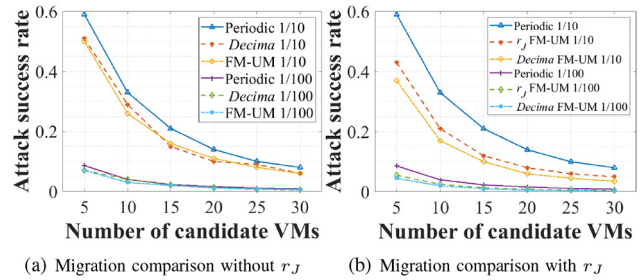 Attack success rate
0.6
0.4
0.2
0
Periodic 1/10
Decima 1/10
FM-UM 1/10
Periodic 1/100
Decima 1/100
FM-UM 1/100
5 10 15 20 25 30
Number of candidate VMs
(a) Migration comparison without r_J
Attack success rate
0.6
0.4
0.2
0
Periodic 1/10
r_J FM-UM 1/10
Decima FM-UM 1/10
Periodic 1/100
r_J FM-UM 1/100
Decima FM-UM 1/100
5 10 15 20 25 30
Number of candidate VMs
(b) Migration comparison with r_J